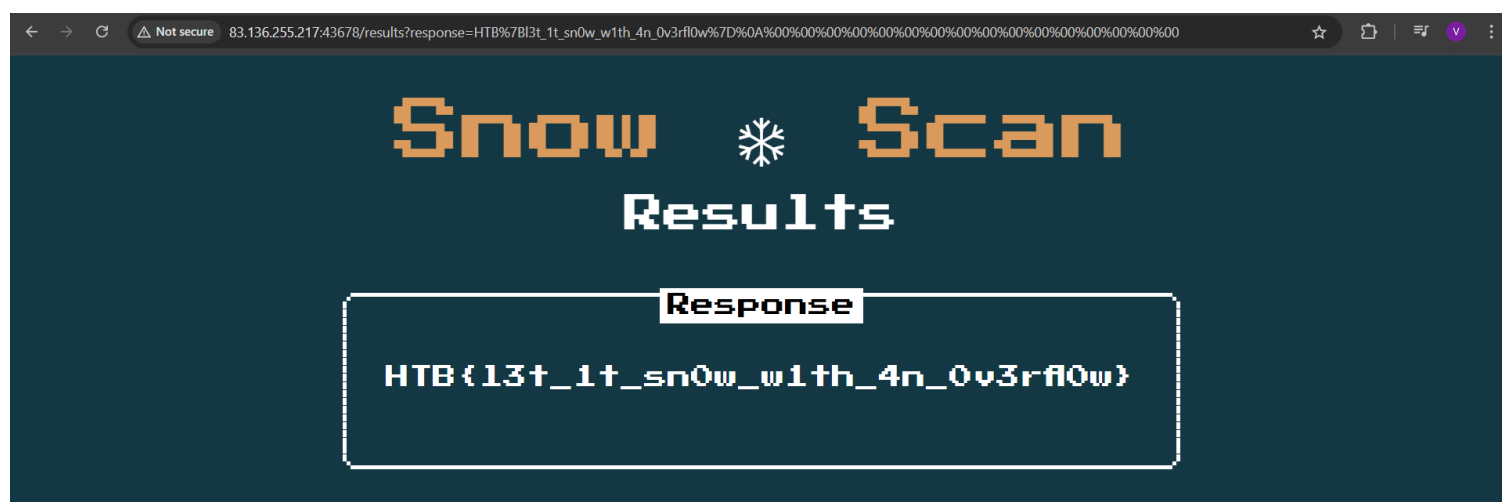 Not secure 83.136.255.217:43678/results?response=HTB%7Bl3t_1t_sn0w_w1th_4n_0v3rfl0w%7D%0A%00%00%00%00%00%00%00%00%00%00%00%00%00%00%00%00%00 V
Snow ❄ Scan
Results
Response
HTB{l3t_1t_sn0w_w1th_4n_0v3rfl0w}